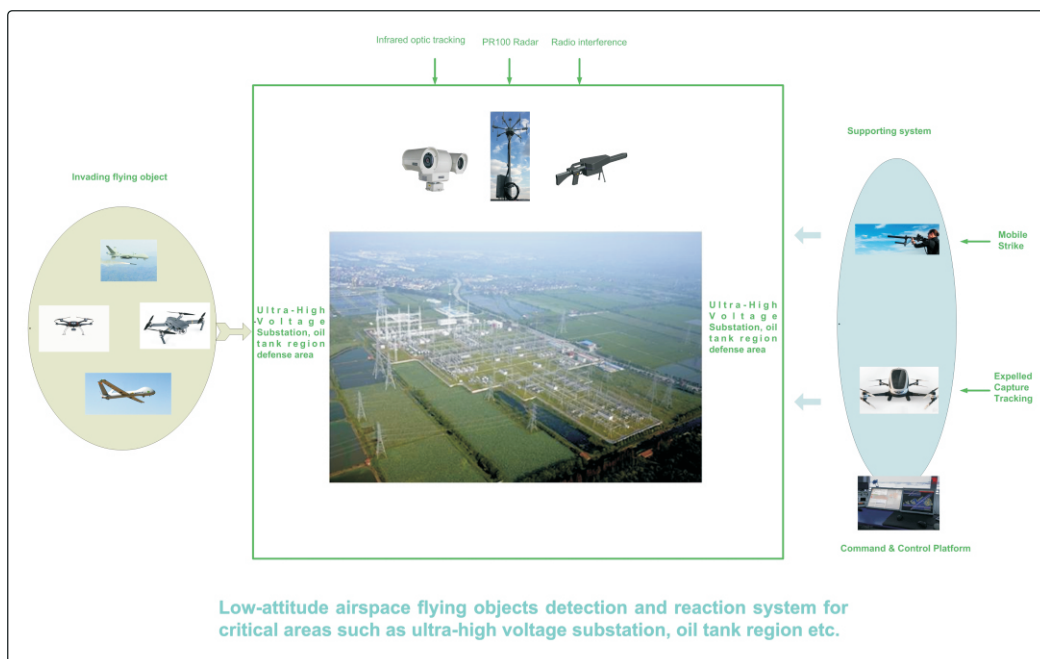 Infrared optic tracking
PR100 Radar
Radio interference
Supporting system
Invading flying object
Mobile
Strike
Ultra-High
-Voltage
Substation, oil
tank region
defense area
Ultra-High
-Voltage
Substation, oil
tank region
defense area
Expelled
Capture
Tracking
Command & Control Platform
Low-attitude airspace flying objects detection and reaction system for
critical areas such as ultra-high voltage substation, oil tank region etc.